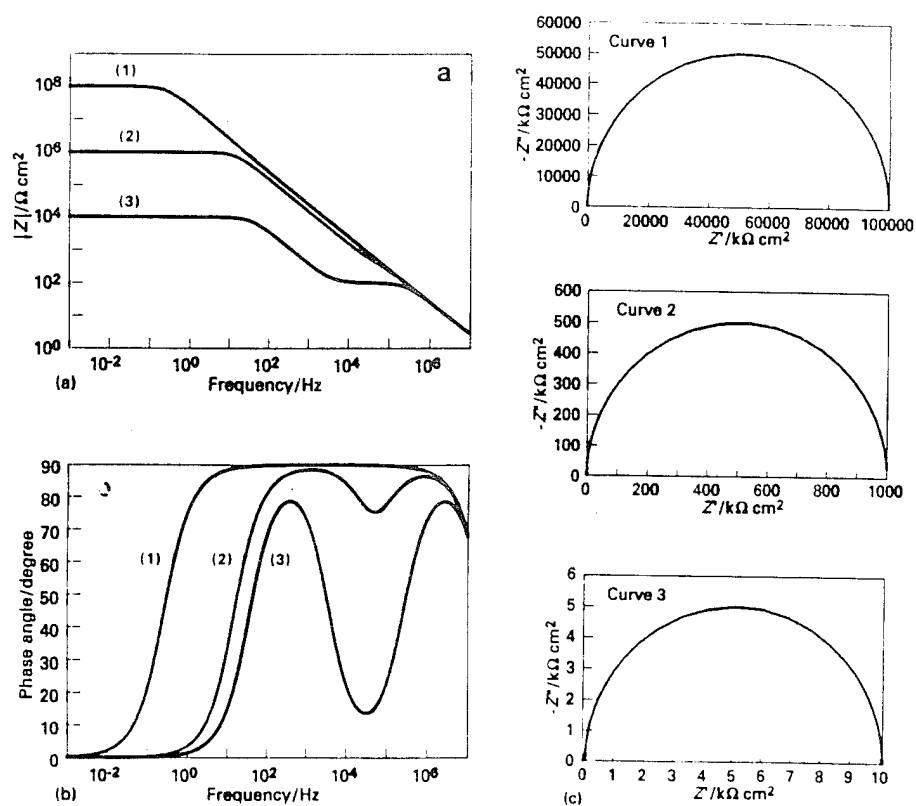 a
(1)
(2)
(3)
|Z|/Ω cm²
10⁸
10⁶
10⁴
10²
10⁰
10⁻² 10⁰ 10² 10⁴ 10⁶
Frequency/Hz
(a)
90
80
70
60
50
40
30
20
10
0
Phase angle/degree
(1)
(2)
(3)
10⁻² 10⁰ 10² 10⁴ 10⁶
Frequency/Hz
(b)
Curve 1
60000
50000
40000
30000
20000
10000
0
-Z"/kΩ cm²
0 20000 40000 60000 80000 100000
Z'/kΩ cm²
Curve 2
600
500
400
300
200
100
0
-Z"/kΩ cm²
0 200 400 600 800 1000
Z'/kΩ cm²
Curve 3
6
5
4
3
2
1
0
-Z"/kΩ cm²
0 1 2 3 4 5 6 7 8 9 10
Z'/kΩ cm²
(c)